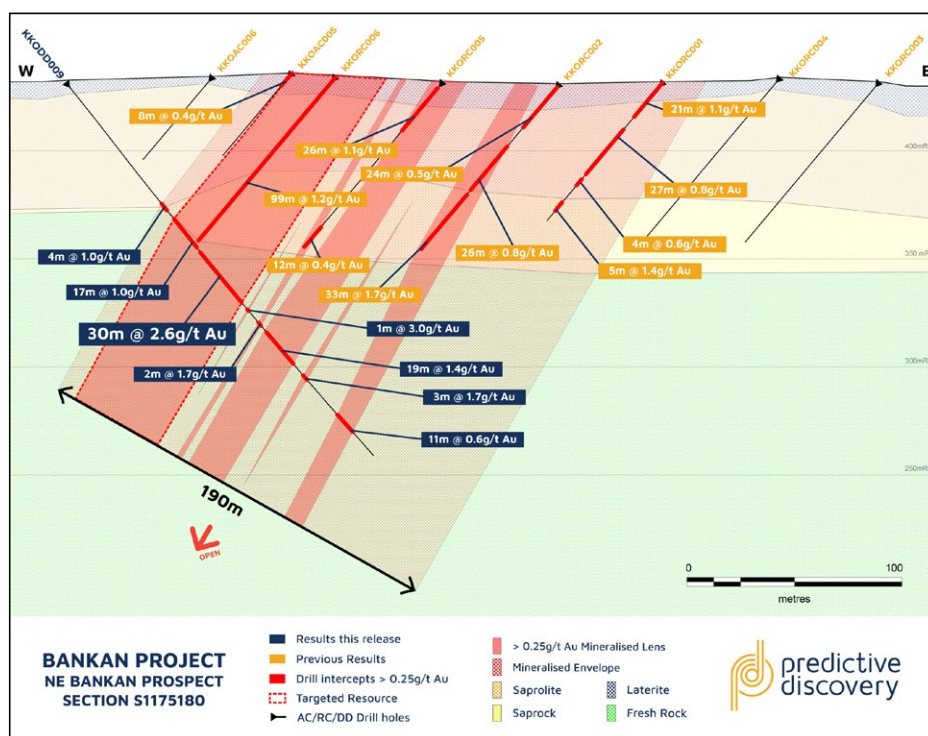 KKODD009
KKOAC006
KKOAC005
KKORC006
KKORC005
KKORC002
KKORC001
KKORC004
KKORC003
W
E
8m @ 0.4g/t Au
21m @ 1.1g/t Au
26m @ 1.1g/t Au
400mR
24m @ 0.5g/t Au
99m @ 1.2g/t Au
27m @ 0.8g/t Au
4m @ 0.6g/t Au
26m @ 0.8g/t Au
4m @ 1.0g/t Au
12m @ 0.4g/t Au
350mR
5m @ 1.4g/t Au
17m @ 1.0g/t Au
33m @ 1.7g/t Au
30m @ 2.6g/t Au
1m @ 3.0g/t Au
300mR
2m @ 1.7g/t Au
19m @ 1.4g/t Au
3m @ 1.7g/t Au
11m @ 0.6g/t Au
250mR
190m
OPEN
0 100
metres
BANKAN PROJECT
NE BANKAN PROSPECT
SECTION S1175180
Results this release
Previous Results
Drill intercepts > 0.25g/t Au
Targeted Resource
AC/RC/DD Drill holes
> 0.25g/t Au Mineralised Lens
Mineralised Envelope
Saprolite
Laterite
Saprock
Fresh Rock
predictive
discovery